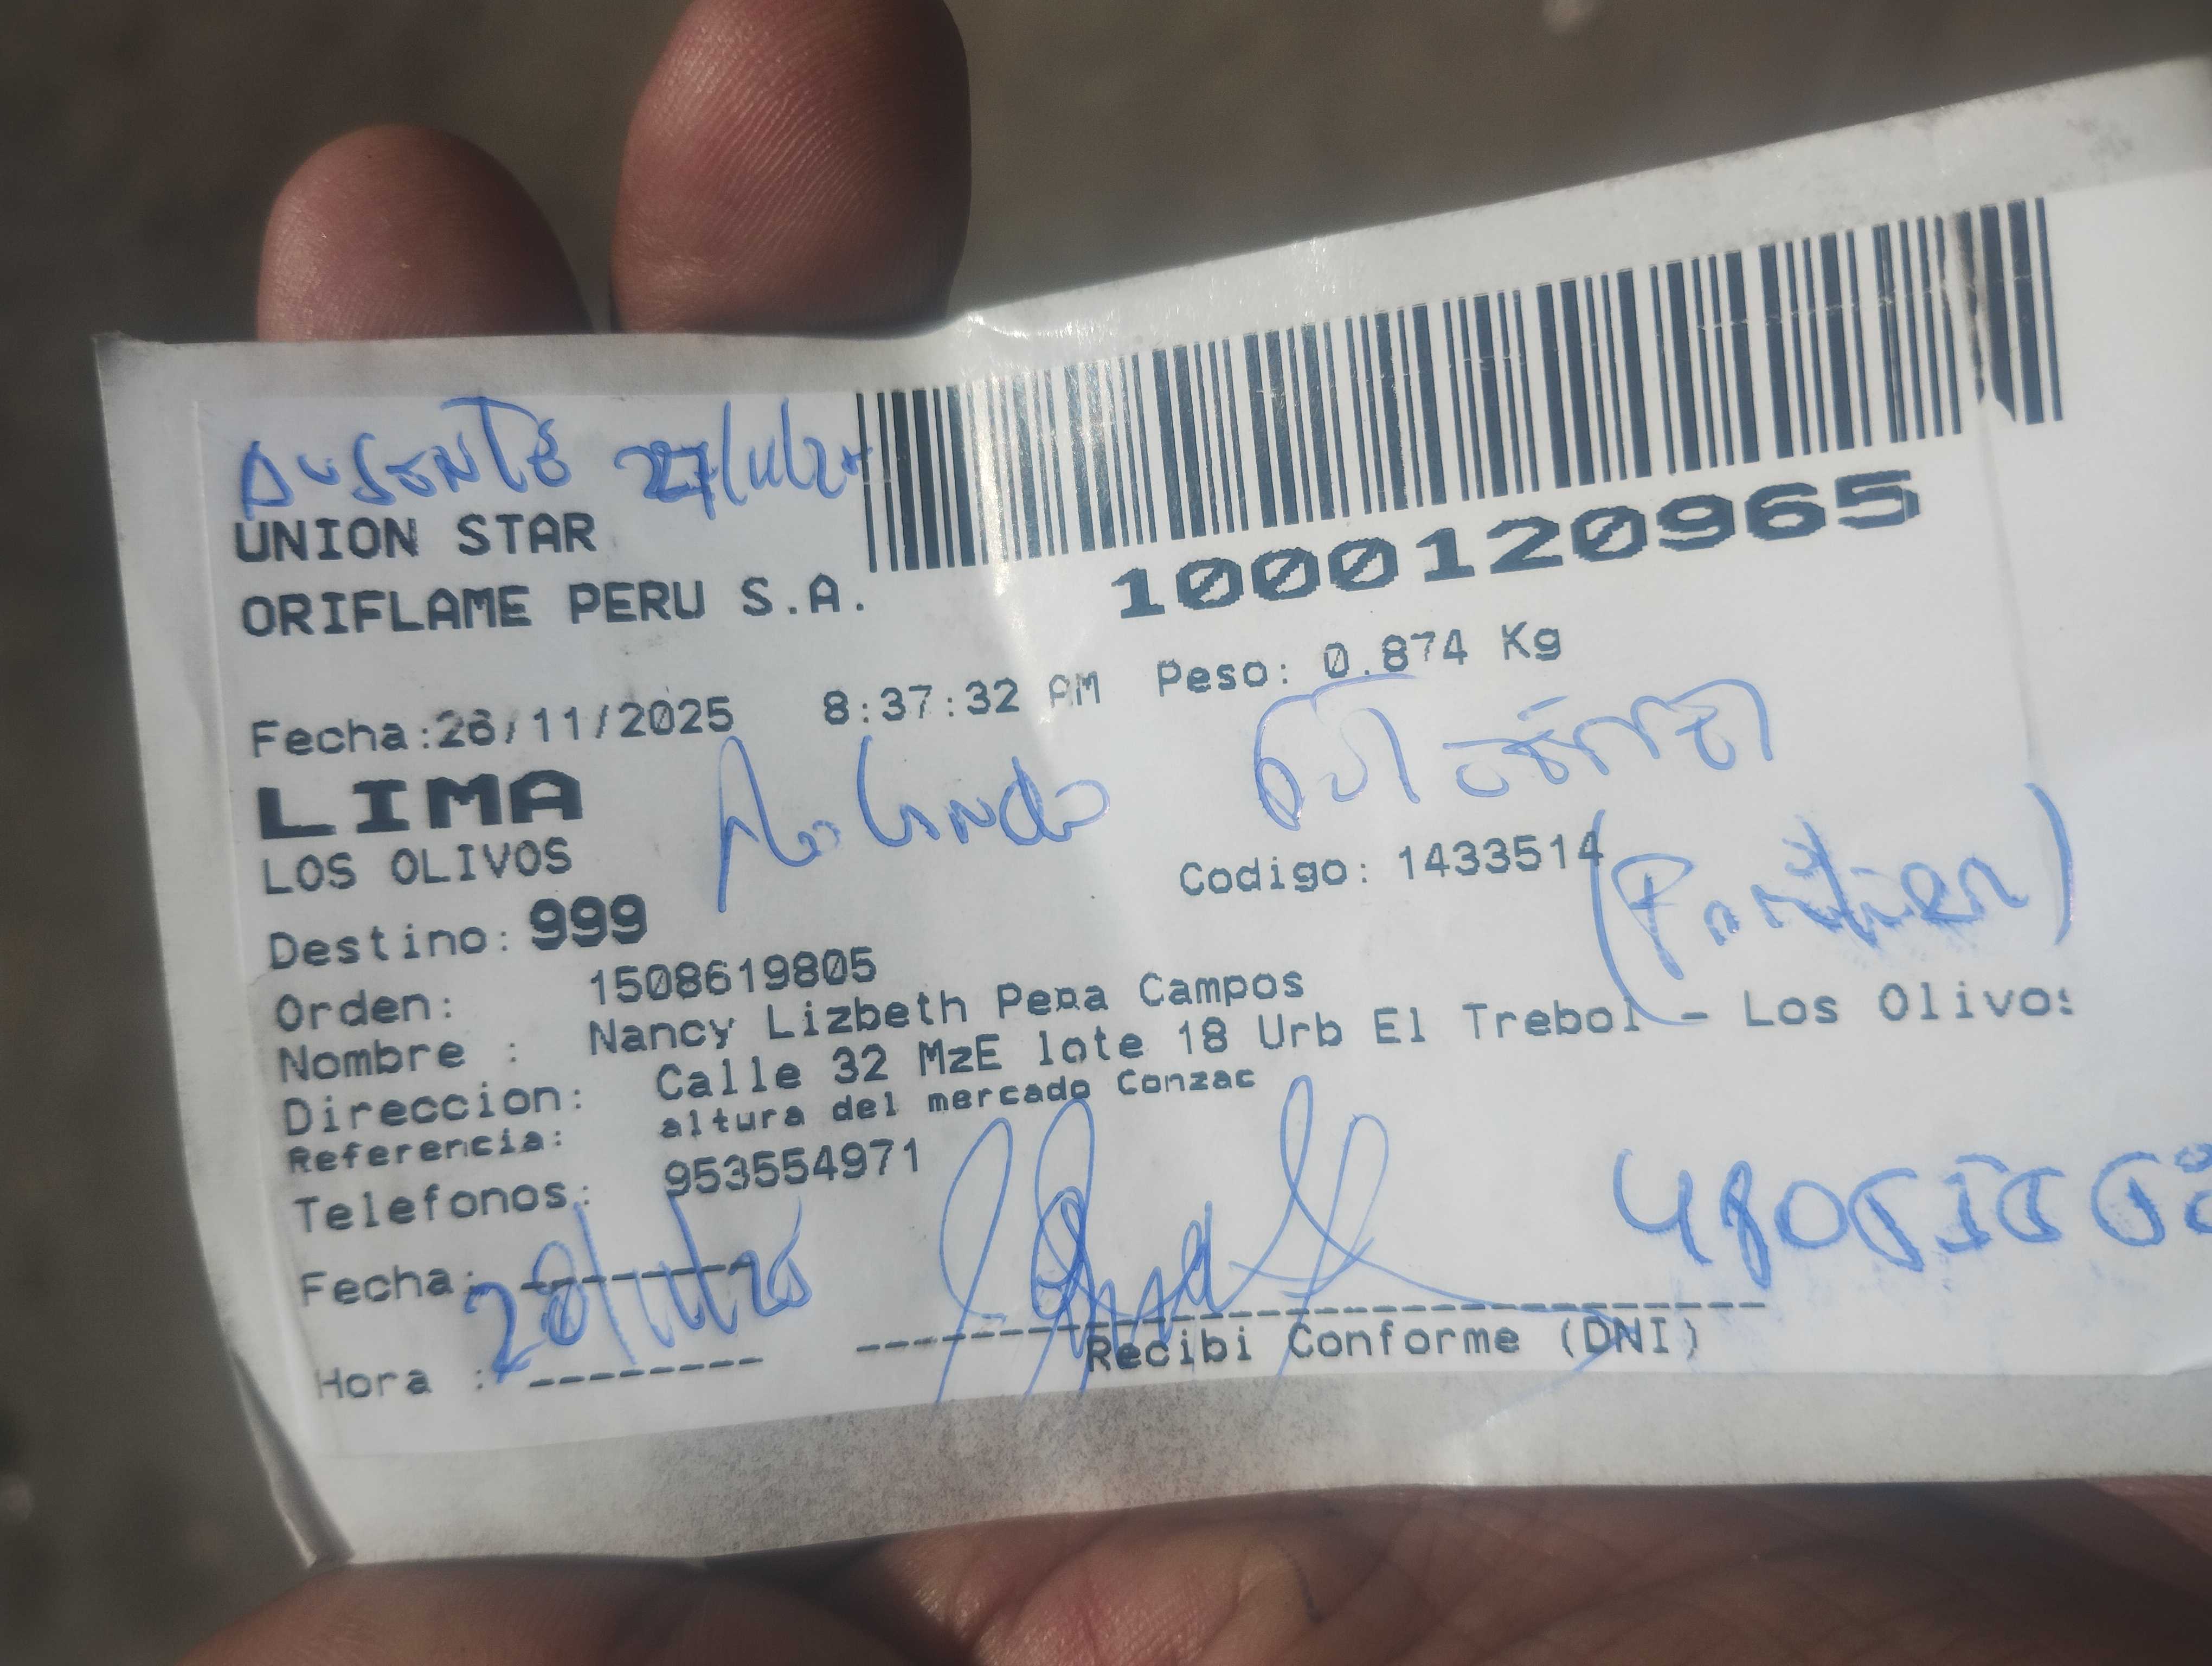 AUSENTE 27/11/25
UNION STAR
ORIFLAME PERU S.A.
1000120965
Fecha:26/11/2025 8:37:32 AM Peso: 0.874 Kg
LIMA
Rolando
LOS OLIVOS
Codigo: 1433514
Destino: 999
Orden: 1508619805
Nombre : Nancy Lizbeth Pena Campos
Direccion: Calle 32 MzE lote 18 Urb El Trebol - Los Olivos
Referencia: altura del mercado Conzac
Telefonos: 953554971
Fecha: 28/11/25
Hora :
Recibi Conforme (DNI)